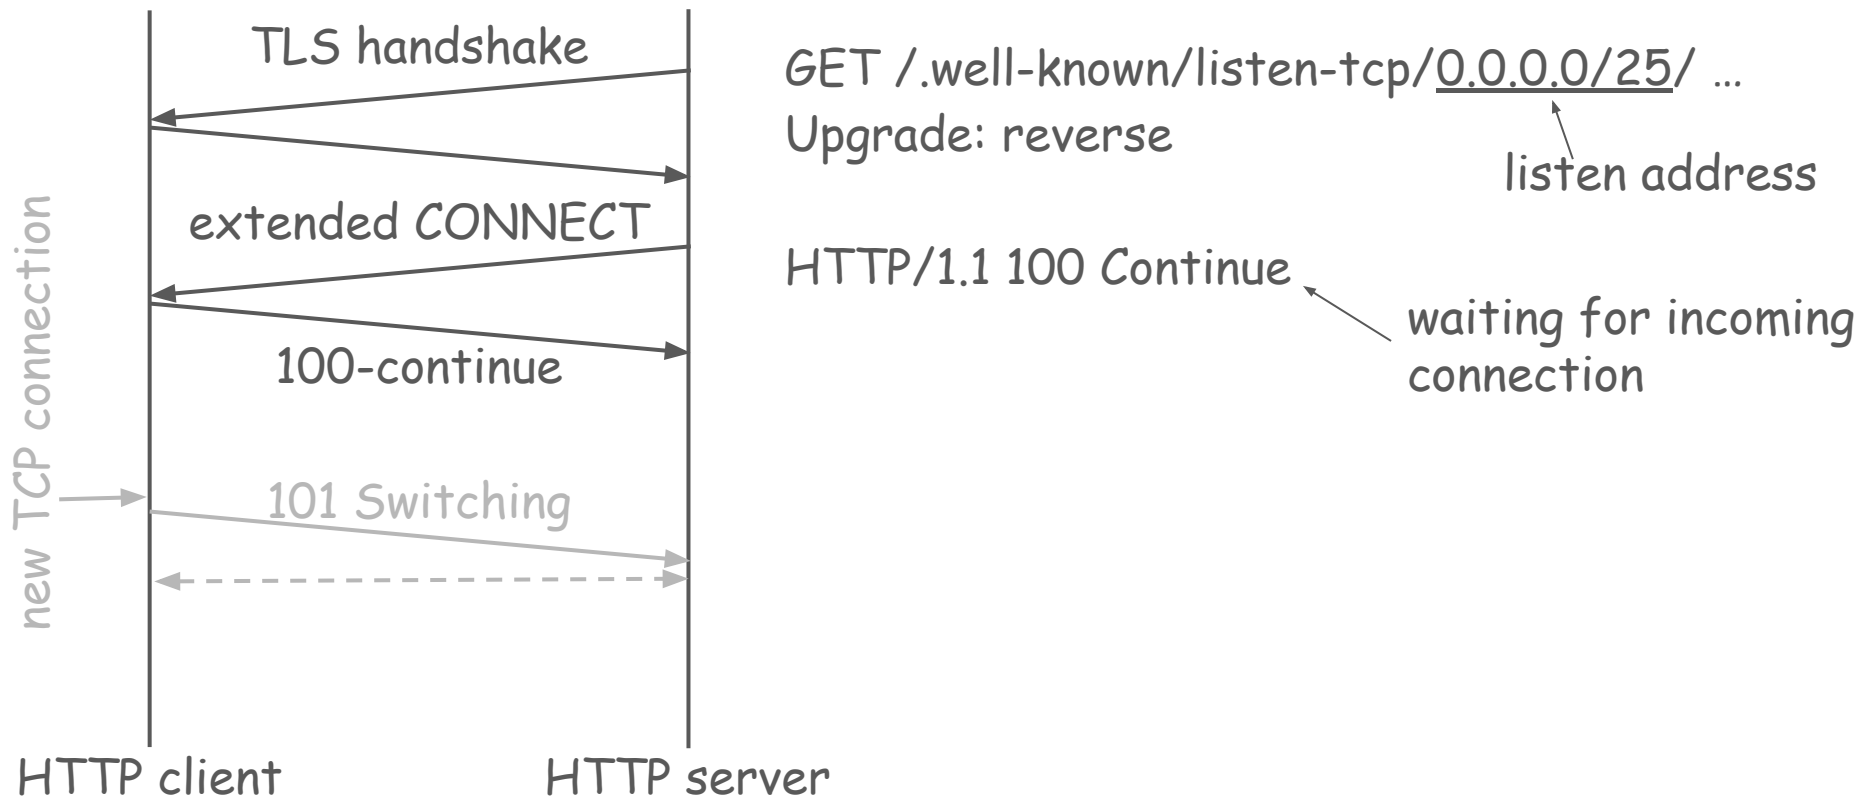 TLS handshake
GET /.well-known/listen-tcp/0.0.0.0/25/ ...
Upgrade: reverse
listen address
extended CONNECT
HTTP/1.1 100 Continue
waiting for incoming
connection
100-continue
new TCP connection
101 Switching
HTTP client
HTTP server